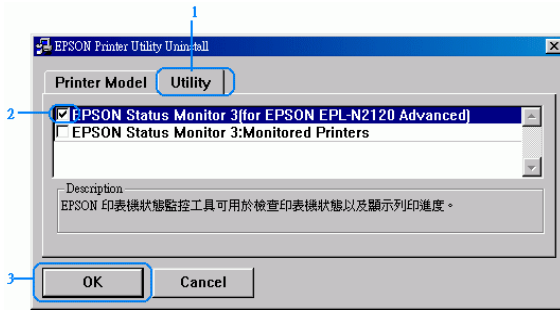 1
EPSON Printer Utility Uninstall
Printer Model Utility
2
EPSON Status Monitor 3(for EPSON EPL-N2120 Advanced)
EPSON Status Monitor 3:Monitored Printers
Description
EPSON 印表機狀態監控工具可用於檢查印表機狀態以及顯示列印進度。
3
OK Cancel